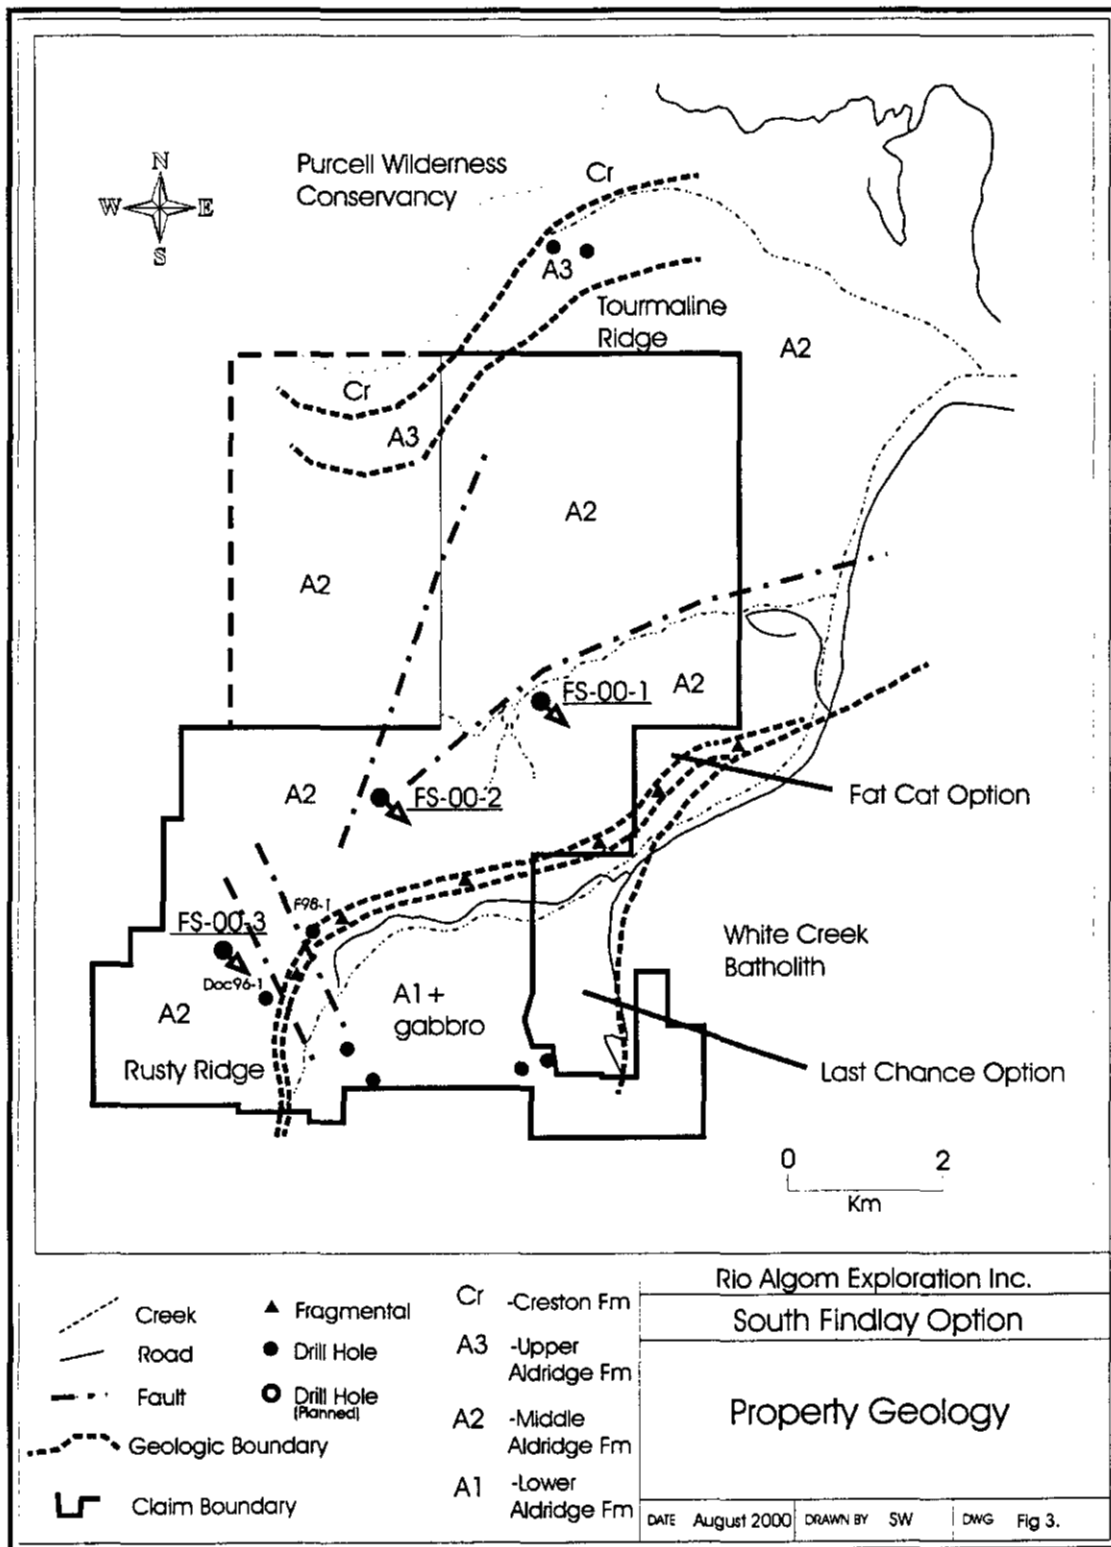 N
W E
S
Purcell Wilderness
Conservancy
Cr
A3
Tourmaline
Ridge
A2
Cr
A3
A2
A2
FS-00-1
A2
A2
FS-00-2
Fat Cat Option
F98-1
FS-00-3
Doc96-1
White Creek
Batholith
A2
A1 +
gabbro
Rusty Ridge
Last Chance Option
0 2
Km
Creek
Road
Fault
Geologic Boundary
Claim Boundary
Fragmental
Drill Hole
Drill Hole
(Planned)
Cr -Creston Fm
A3 -Upper
Aldridge Fm
A2 -Middle
Aldridge Fm
A1 -Lower
Aldridge Fm
Rio Algom Exploration Inc.
South Findlay Option
Property Geology
DATE August 2000 DRAWN BY SW DWG Fig 3.